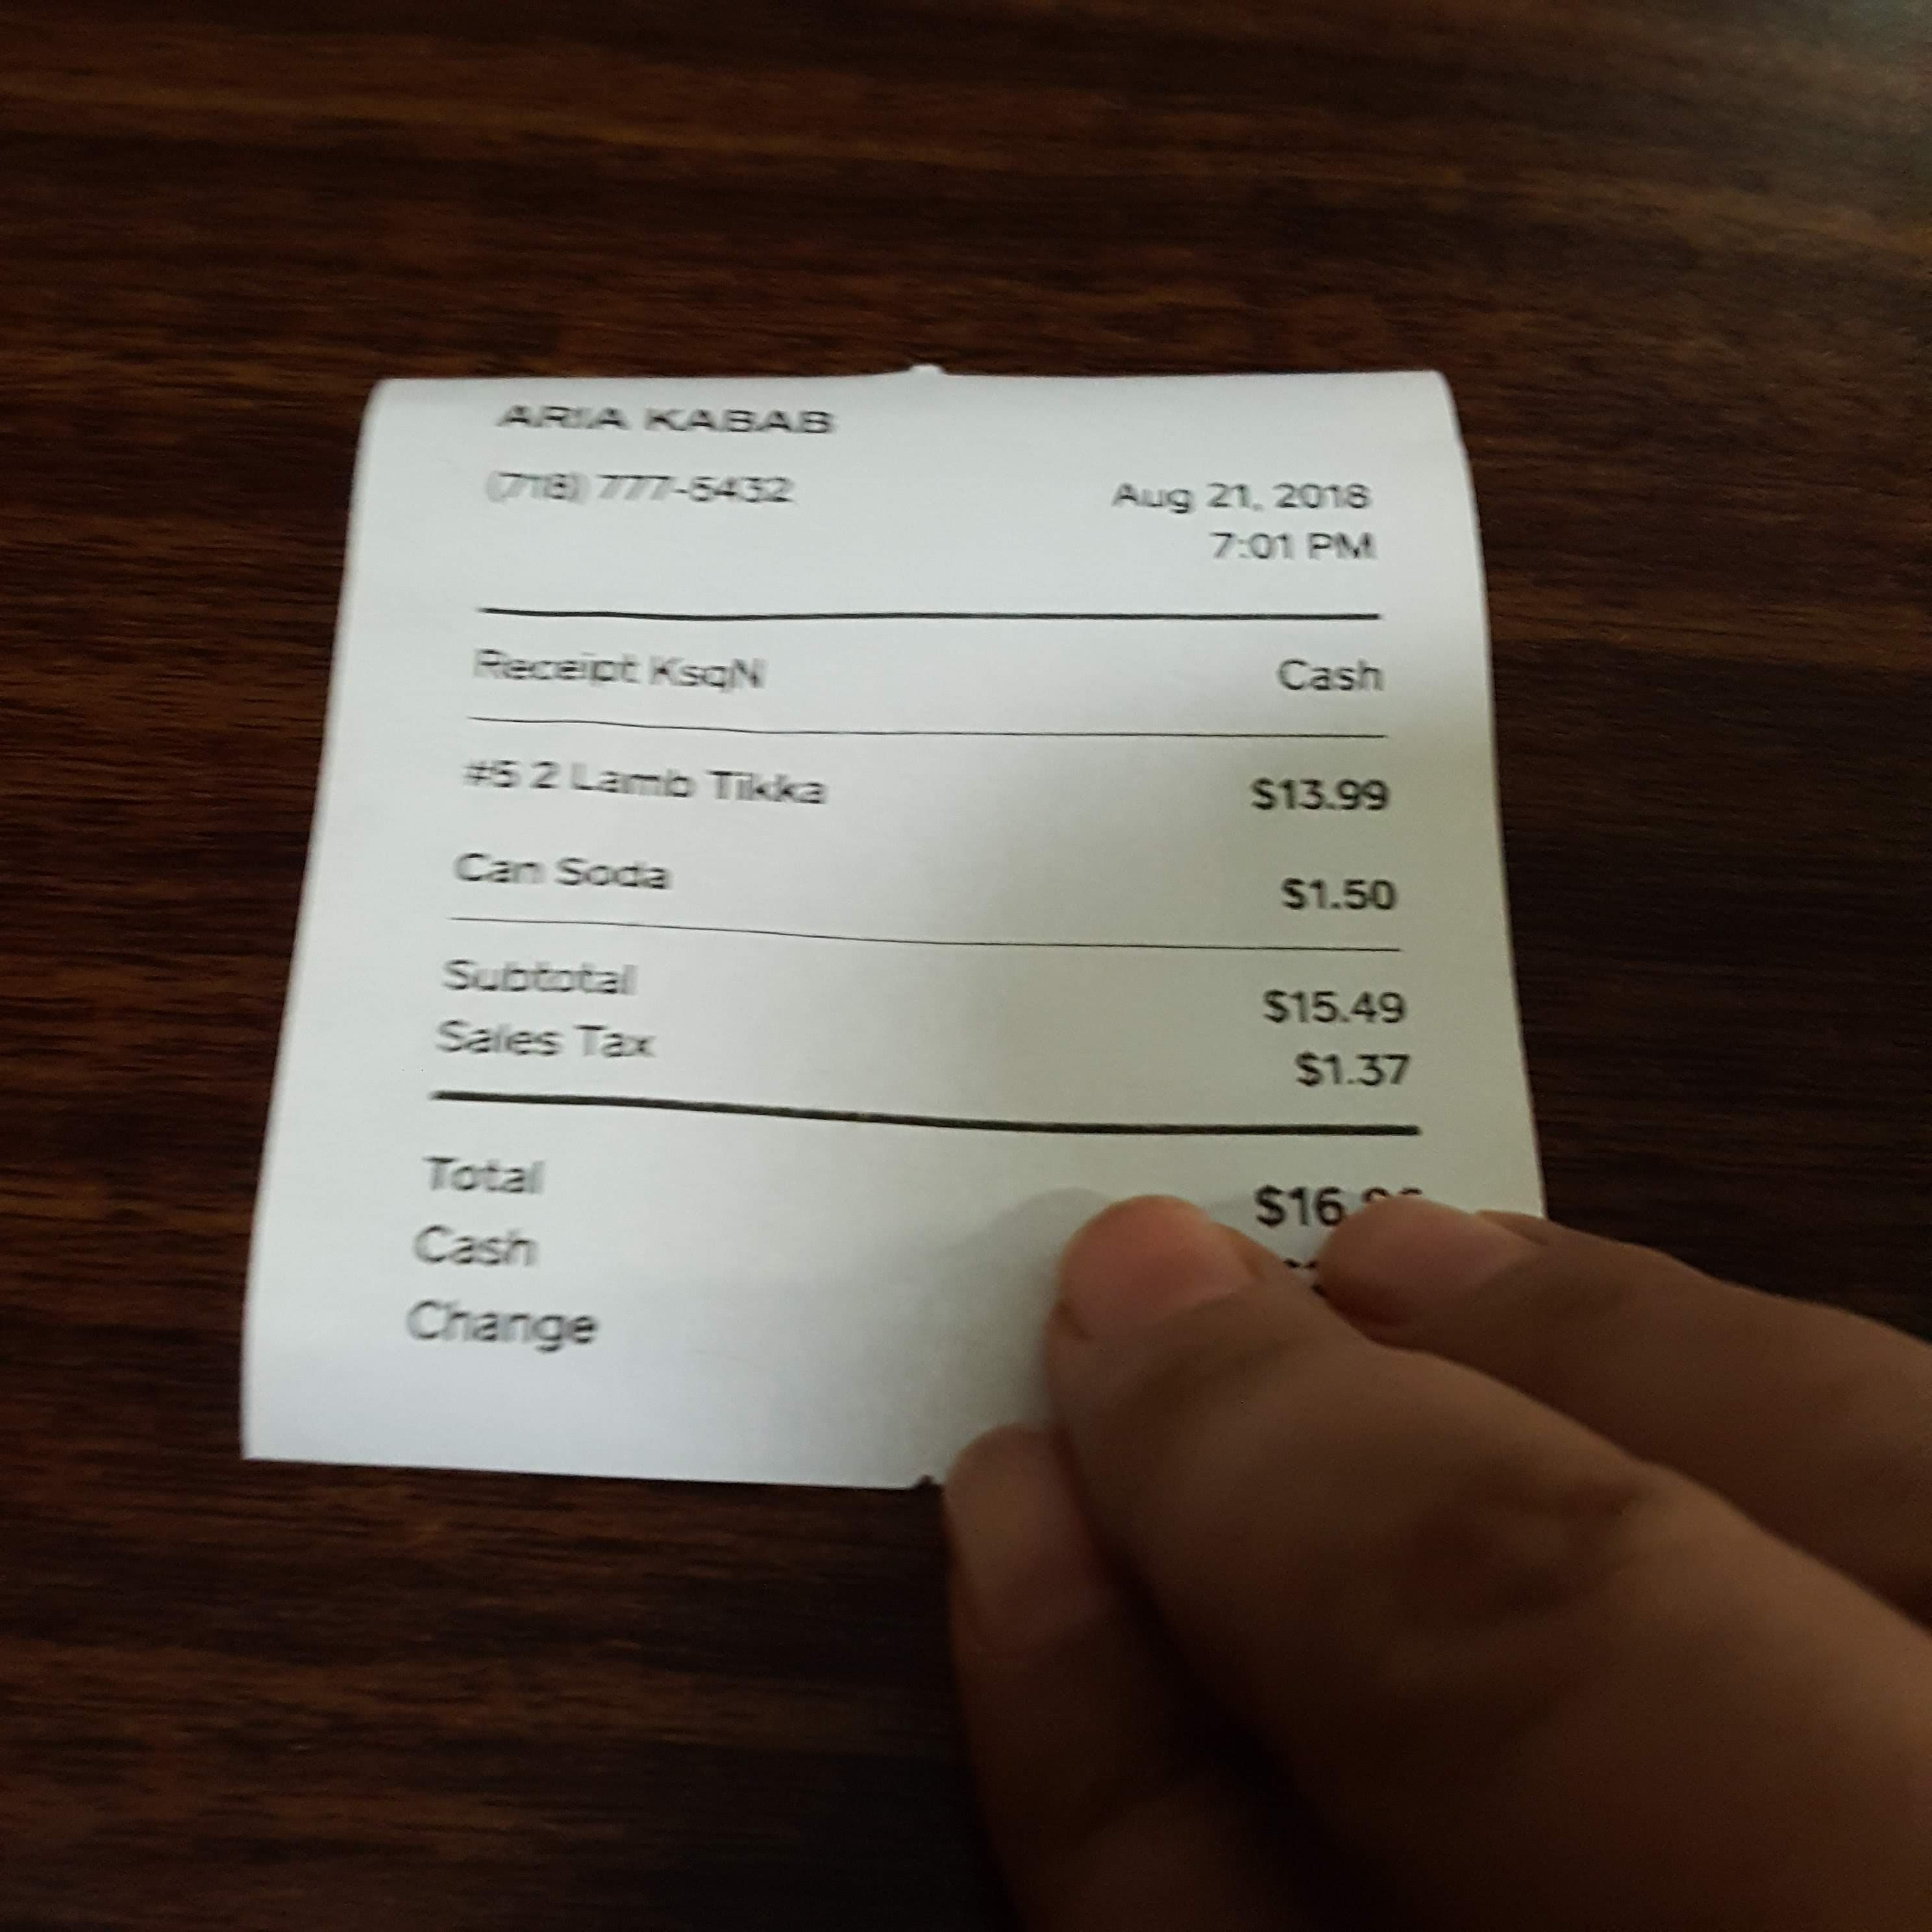 ARIA KABAB
(718) 777-5432 Aug 21, 2018
7:01 PM
Receipt KsqN Cash
#5 2 Lamb Tikka $13.99
Can Soda $1.50
Subtotal $15.49
Sales Tax $1.37
Total
Cash
Change